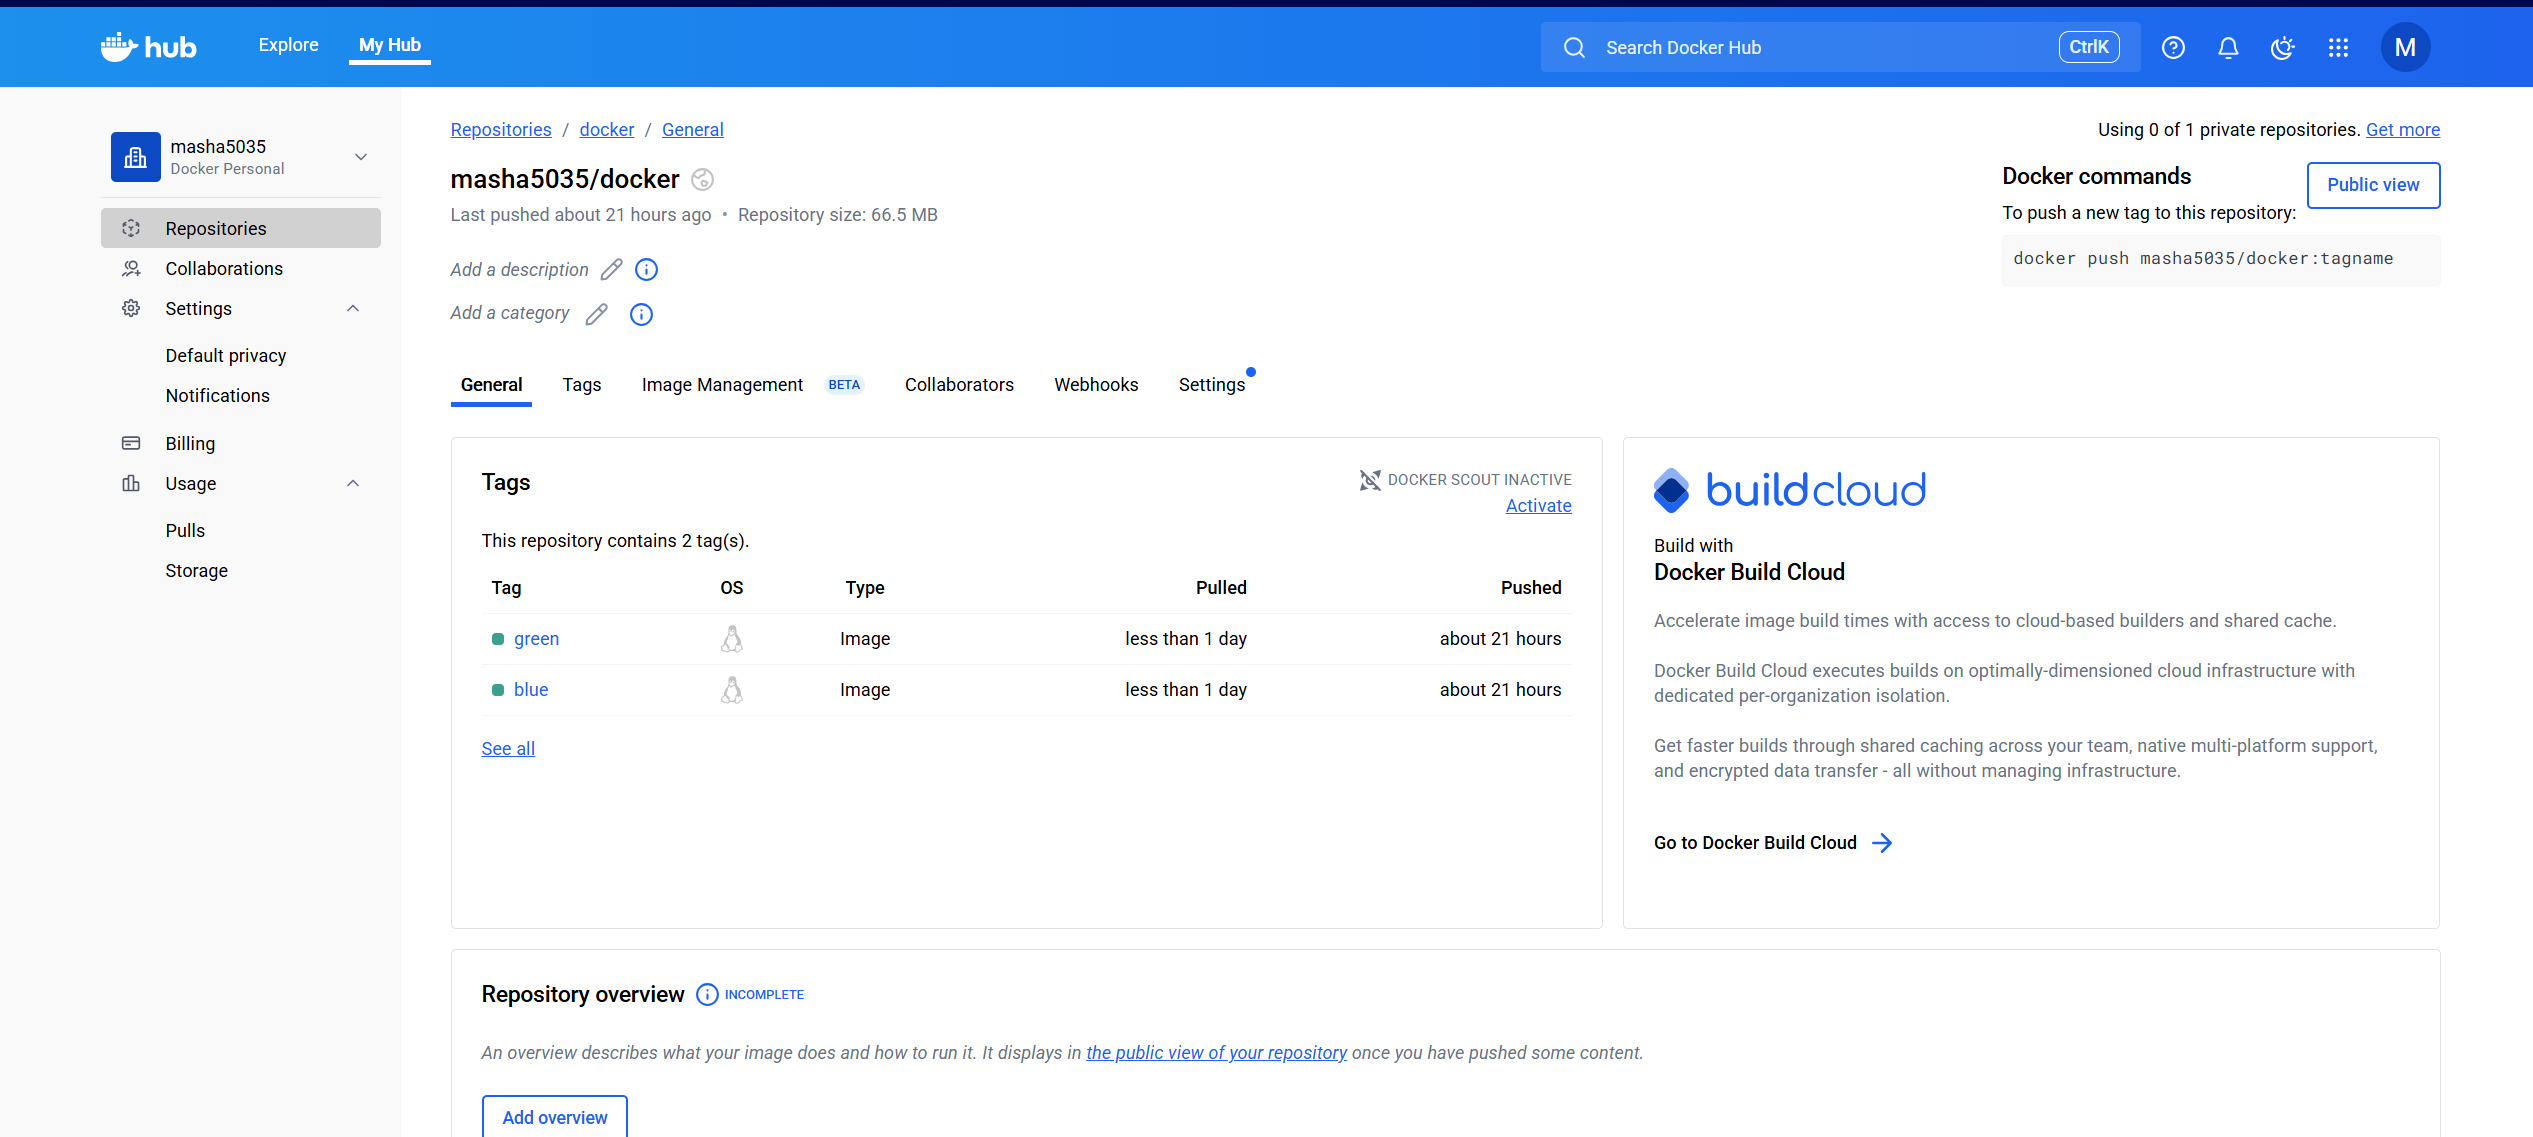 hub Explore My Hub Search Docker Hub CtrlK M
masha5035
Docker Personal
Repositories
Collaborations
Settings
Default privacy
Notifications
Billing
Usage
Pulls
Storage
Repositories / docker / General
Using 0 of 1 private repositories. Get more
masha5035/docker
Last pushed about 21 hours ago • Repository size: 66.5 MB
Add a description
Add a category
Docker commands
Public view
To push a new tag to this repository:
docker push masha5035/docker:tagname
General Tags Image Management BETA Collaborators Webhooks Settings
Tags
DOCKER SCOUT INACTIVE
Activate
This repository contains 2 tag(s).
Tag OS Type Pulled Pushed
green Image less than 1 day about 21 hours
blue Image less than 1 day about 21 hours
See all
buildcloud
Build with
Docker Build Cloud
Accelerate image build times with access to cloud-based builders and shared cache.
Docker Build Cloud executes builds on optimally-dimensioned cloud infrastructure with
dedicated per-organization isolation.
Get faster builds through shared caching across your team, native multi-platform support,
and encrypted data transfer - all without managing infrastructure.
Go to Docker Build Cloud
Repository overview INCOMPLETE
An overview describes what your image does and how to run it. It displays in the public view of your repository once you have pushed some content.
Add overview